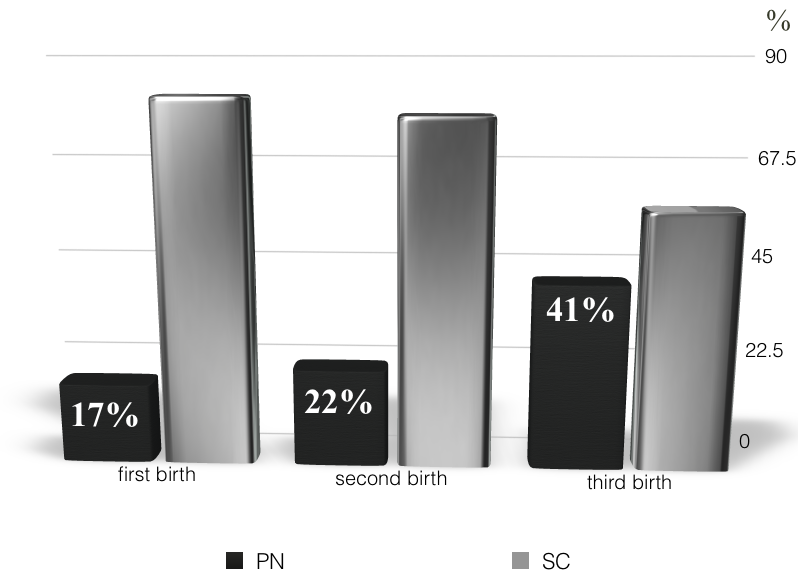 %
90
67.5
45
41%
22.5
17%
22%
0
first birth
second birth
third birth
PN
SC